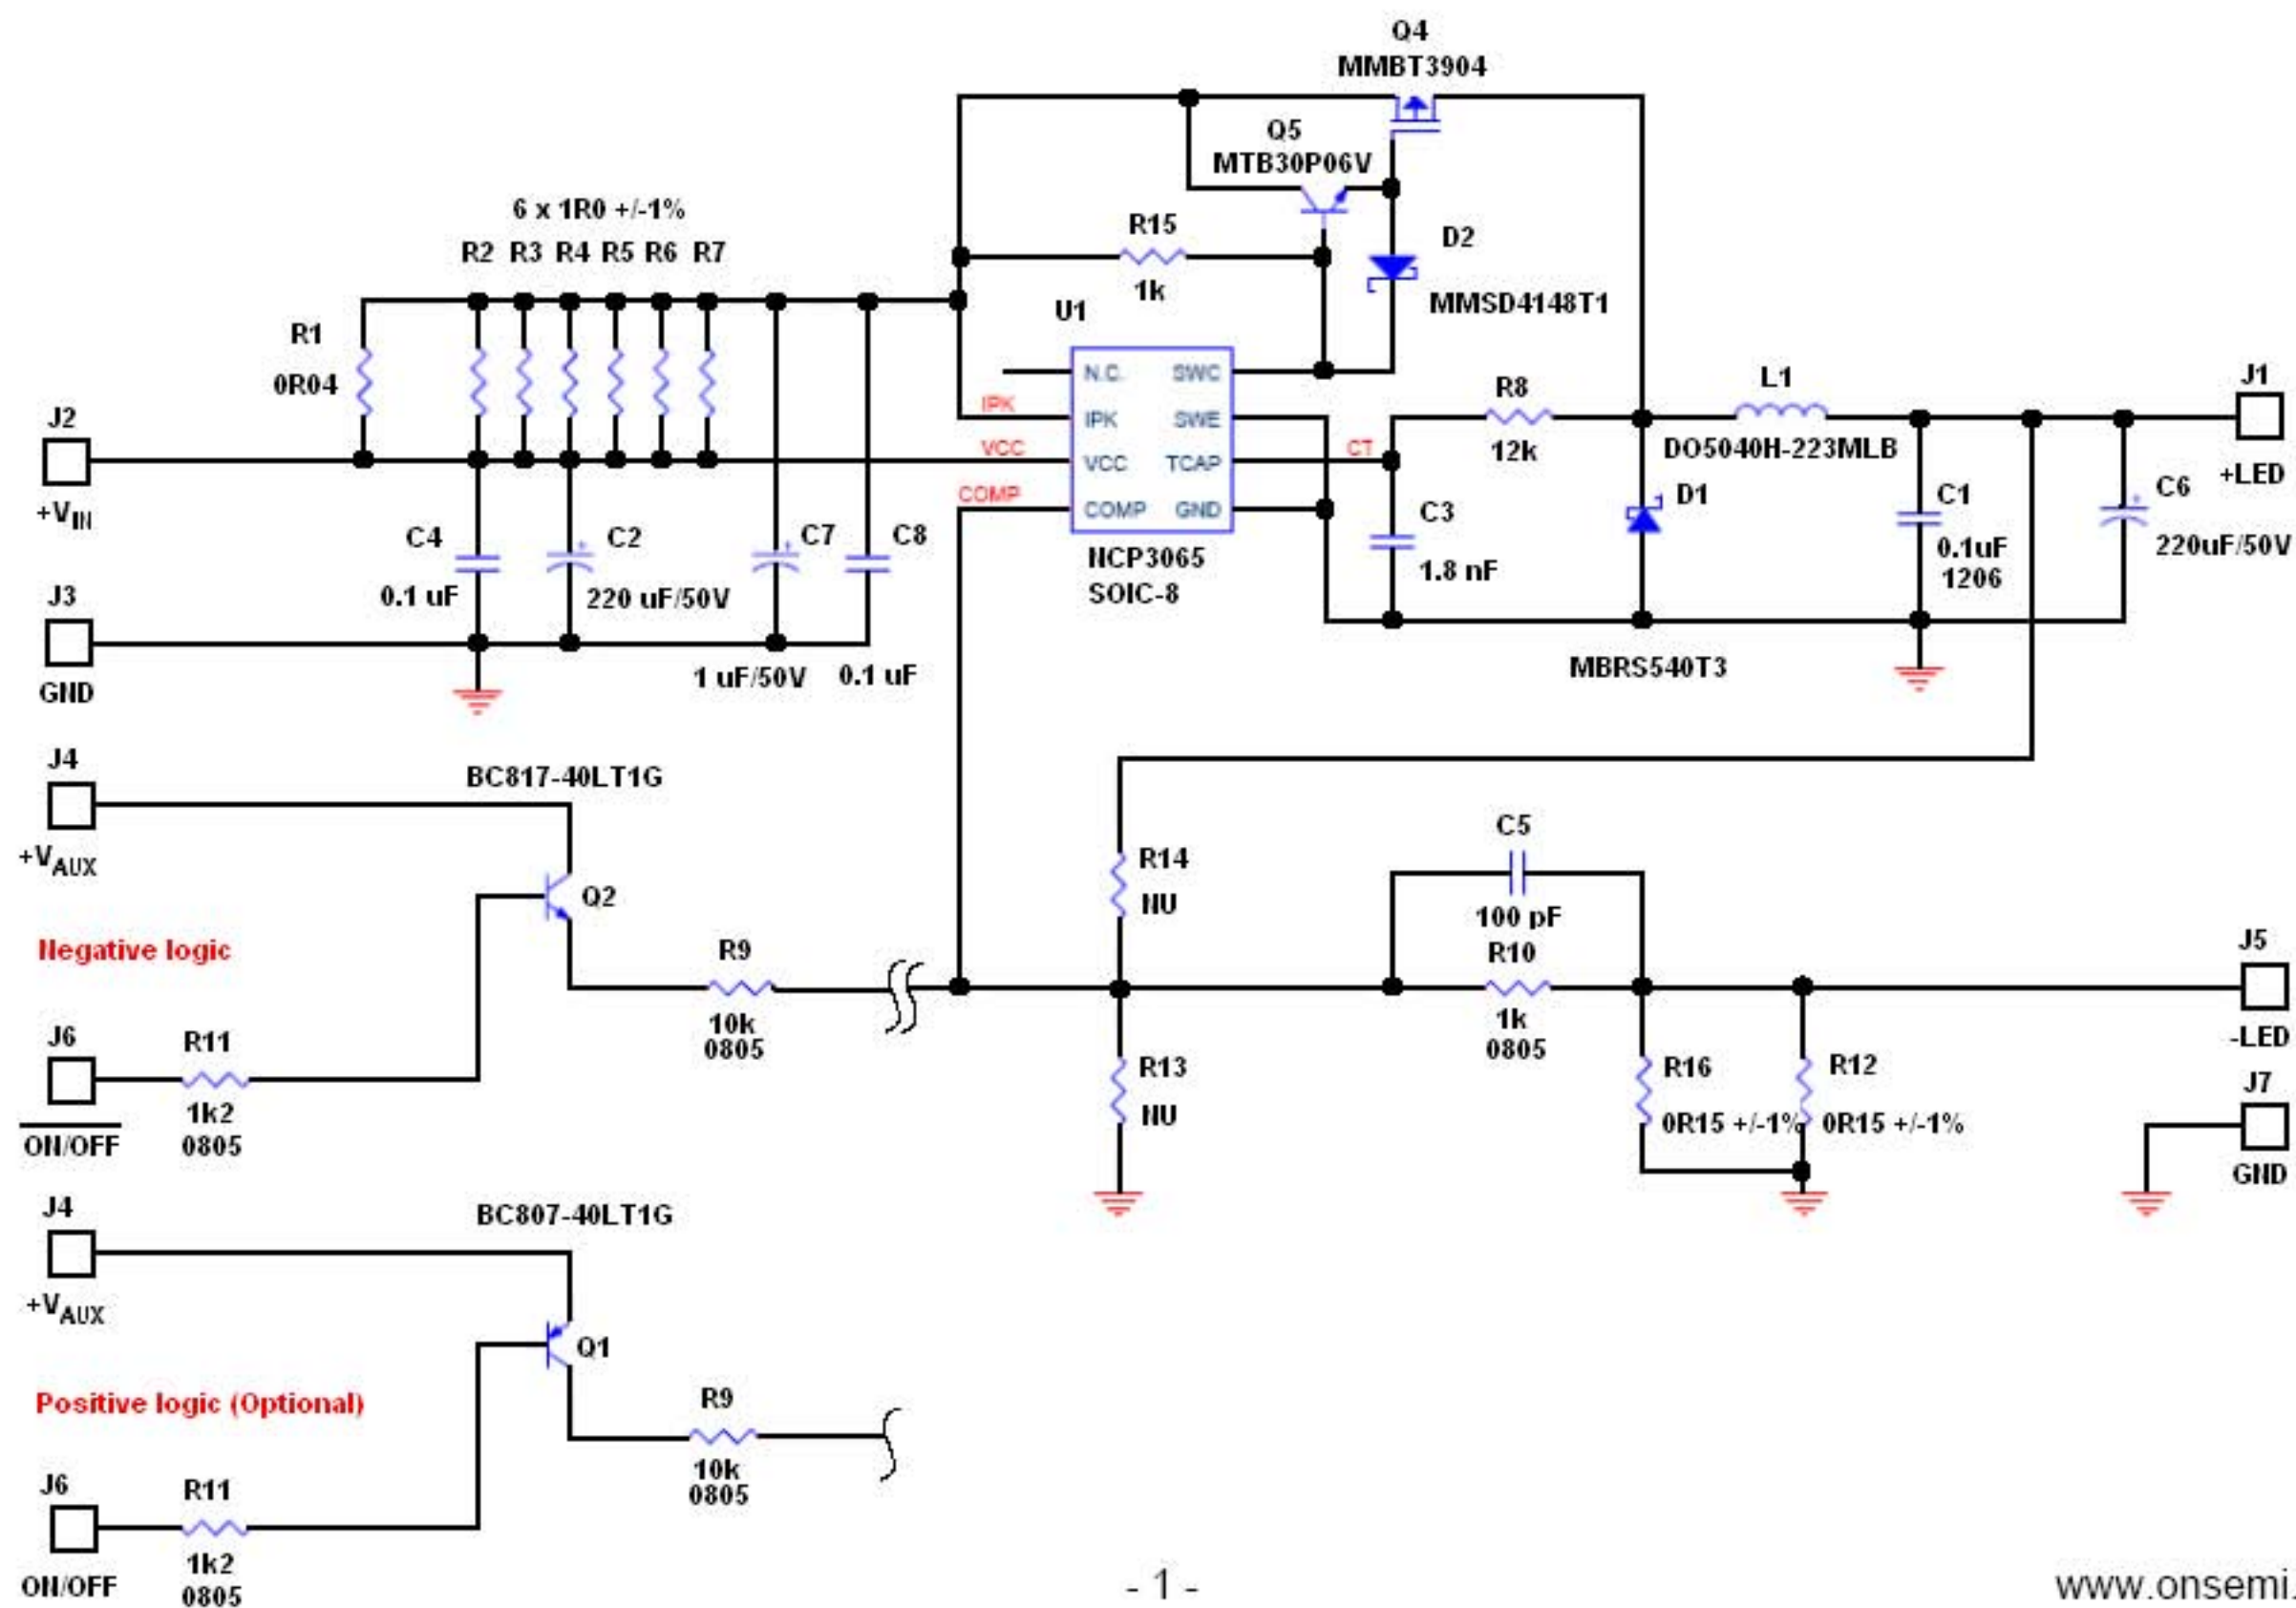 Q4
MMBT3904
Q5
MTB30P06V
6 x 1R0 +/-1%
R2 R3 R4 R5 R6 R7
R15
1k
D2
MMSD4148T1
U1
R1
0R04
N.C. SWC
IPK
IPK SWE
VCC
VCC TCAP
COMP
COMP GND
NCP3065
SOIC-8
CT
R8
12k
L1
DO5040H-223MLB
J1
+LED
J2
+VIN
D1
C3
1.8 nF
C1
0.1uF
1206
C6
220uF/50V
C4
0.1 uF
C2
220 uF/50V
C7
1 uF/50V
C8
0.1 uF
J3
GND
MBRS540T3
J4
+VAUX
BC817-40LT1G
Q2
Negative logic
R9
10k
0805
J6
ON/OFF
R11
1k2
0805
R14
NU
C5
100 pF
R10
1k
0805
R13
NU
R16
0R15 +/-1%
R12
0R15 +/-1%
J5
-LED
J7
GND
J4
+VAUX
BC807-40LT1G
Q1
Positive logic (Optional)
R9
10k
0805
J6
ON/OFF
R11
1k2
0805
- 1 -
www.onsemi.